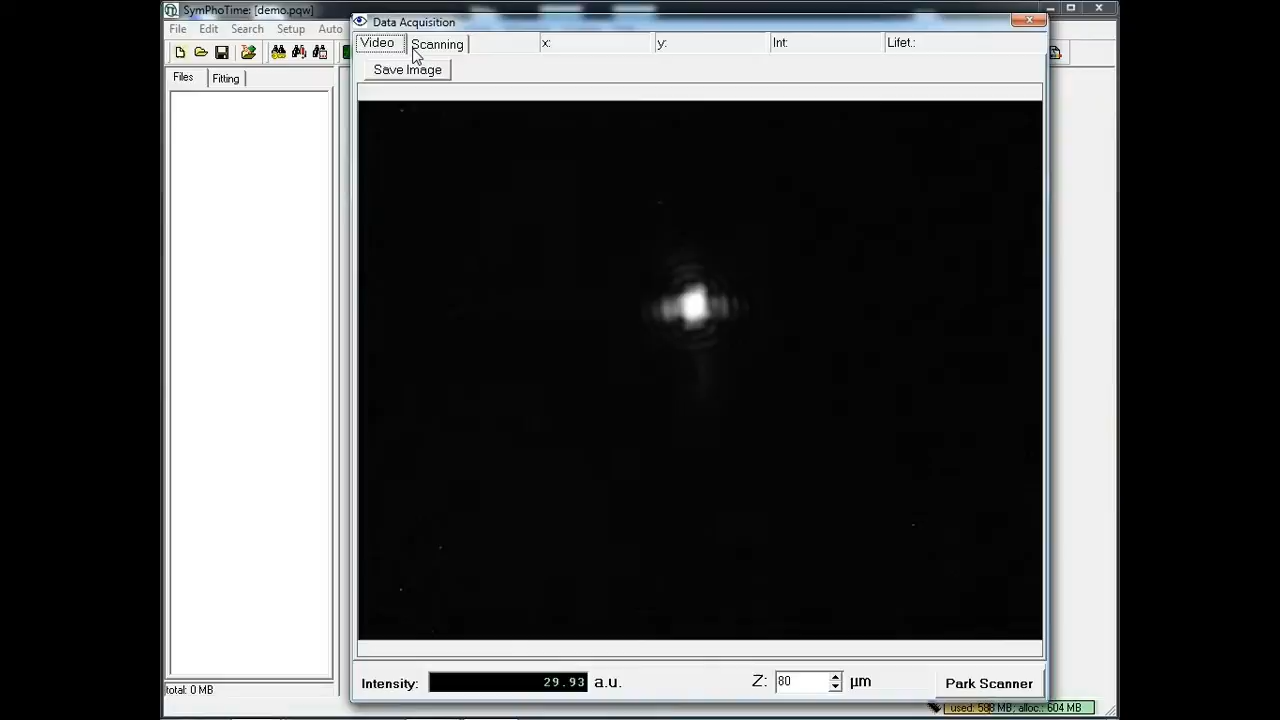 SymPhoTime: [demo.pqw]
Data Acquisition
File Edit Search Setup Auto
Video Scanning x: y: Int: Lifet.:
Save Image
Files Fitting
total: 0 MB
Intensity: 29.93 a.u. Z: 80 µm Park Scanner
used: 588 MB; alloc.: 604 MB